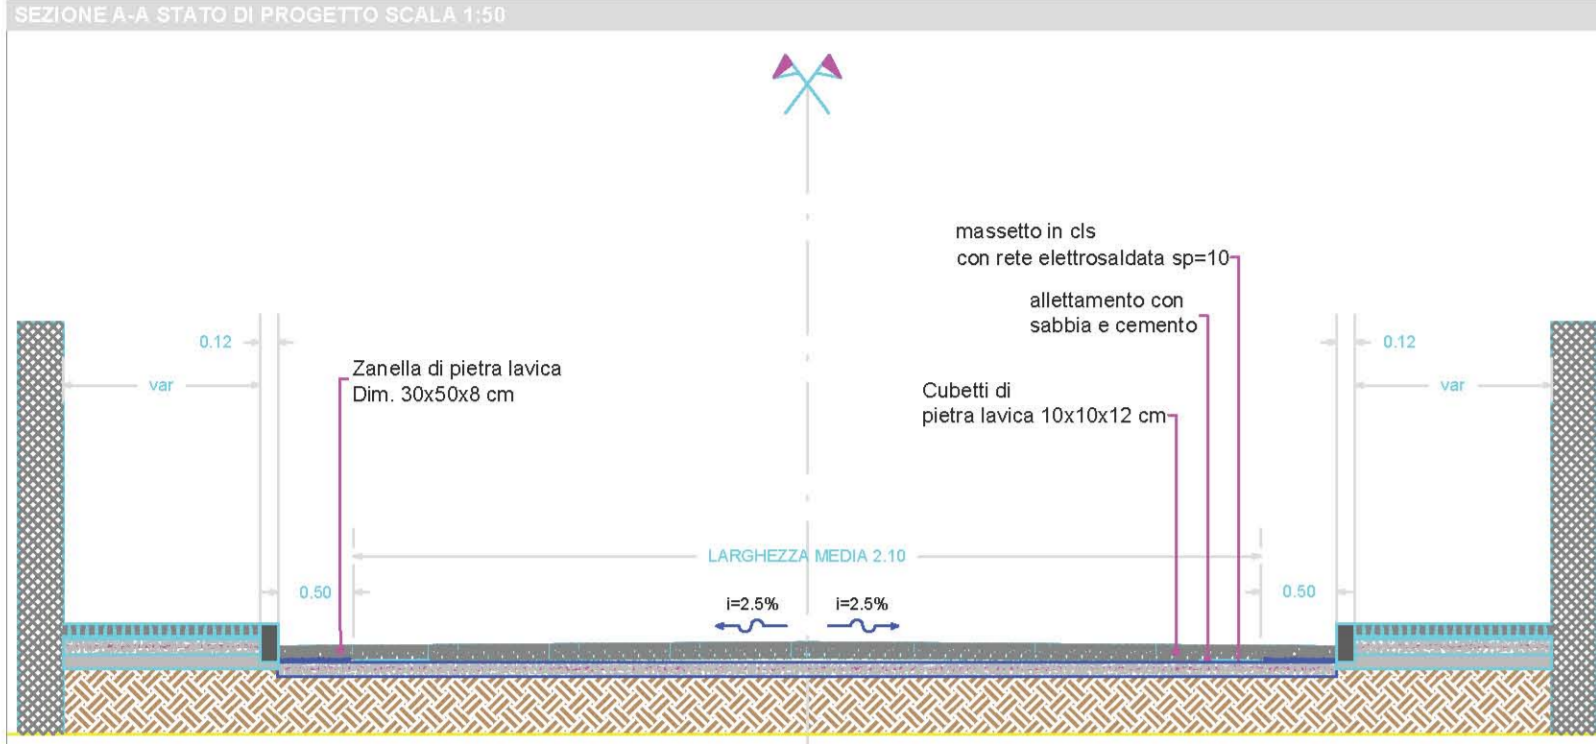 SEZIONE A-A STATO DI PROGETTO SCALA 1:50
massetto in cls
con rete elettrosaldata sp=10
allettamento con
sabbia e cemento
0.12
0.12
Zanella di pietra lavica
Dim. 30x50x8 cm
var
var
Cubetti di
pietra lavica 10x10x12 cm
LARGHEZZA MEDIA 2.10
0.50
0.50
i=2.5%
i=2.5%